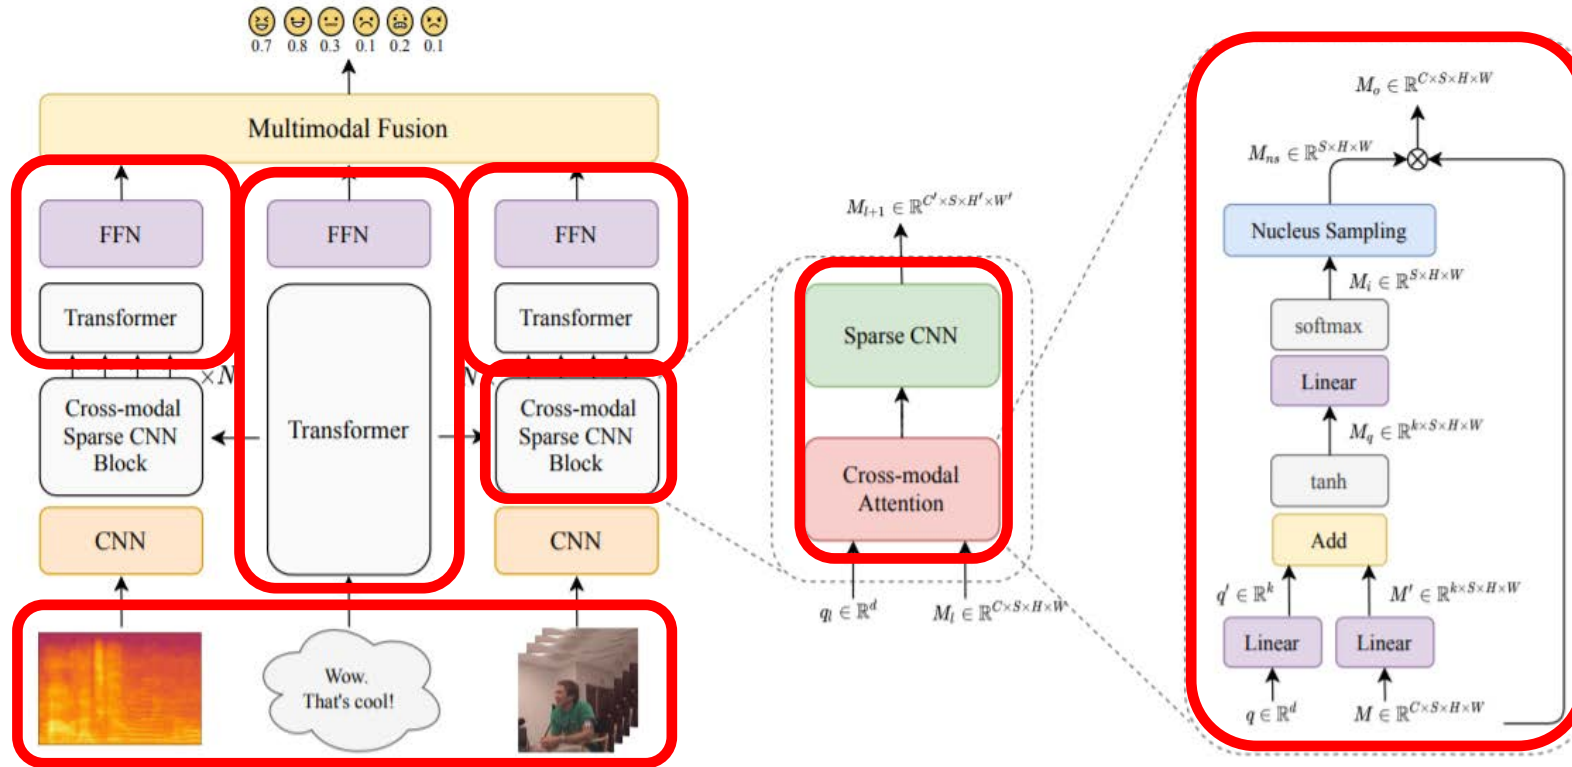 0.7 0.8 0.3 0.1 0.2 0.1
Multimodal Fusion
FFN
FFN
FFN
Transformer
Transformer
Transformer
×N
N
Cross-modal
Sparse CNN
Block
Cross-modal
Sparse CNN
Block
CNN
CNN
Wow.
That's cool!
M_{l+1} ∈ ℝ^{C′×S×H′×W′}
Sparse CNN
Cross-modal
Attention
q_l ∈ ℝ^d
M_l ∈ ℝ^{C×S×H×W}
M_o ∈ ℝ^{C×S×H×W}
M_{ns} ∈ ℝ^{S×H×W}
Nucleus Sampling
M_i ∈ ℝ^{S×H×W}
softmax
Linear
M_q ∈ ℝ^{k×S×H×W}
tanh
Add
q′ ∈ ℝ^k
M′ ∈ ℝ^{k×S×H×W}
Linear
Linear
q ∈ ℝ^d
M ∈ ℝ^{C×S×H×W}